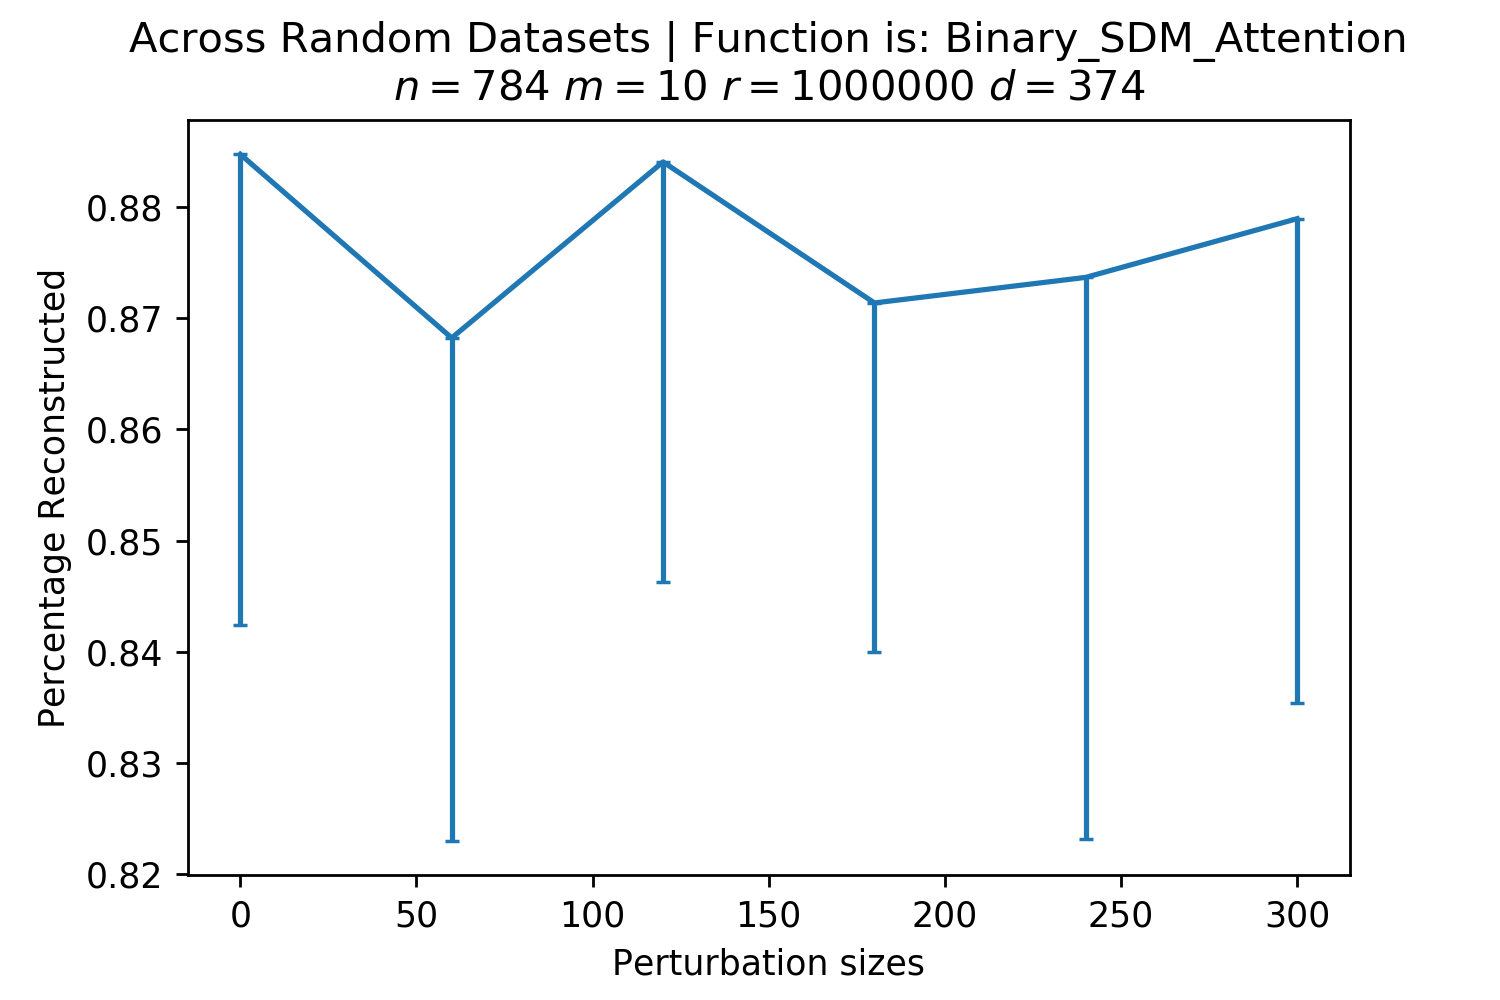 Across Random Datasets | Function is: Binary_SDM_Attention
n = 784 m = 10 r = 1000000 d = 374
Percentage Reconstructed
0.88
0.87
0.86
0.85
0.84
0.83
0.82
0 50 100 150 200 250 300
Perturbation sizes